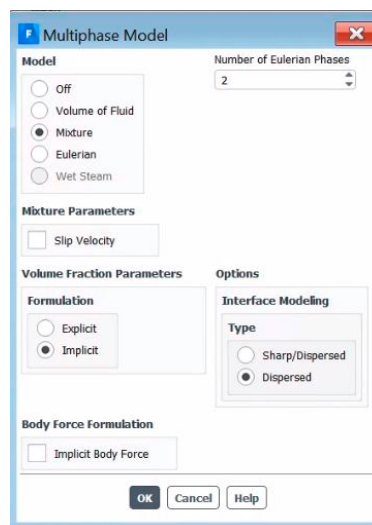 F Multiphase Model
Model
Off
Volume of Fluid
Mixture
Eulerian
Wet Steam
Number of Eulerian Phases
2
Mixture Parameters
Slip Velocity
Volume Fraction Parameters
Formulation
Explicit
Implicit
Options
Interface Modeling
Type
Sharp/Dispersed
Dispersed
Body Force Formulation
Implicit Body Force
OK Cancel Help